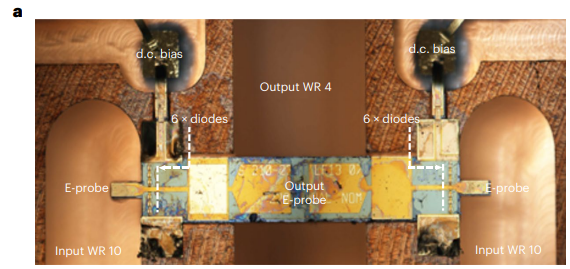 a
d.c. bias
d.c. bias
Output WR 4
6 × diodes
6 × diodes
E-probe
Output
E-probe
E-probe
Input WR 10
Input WR 10